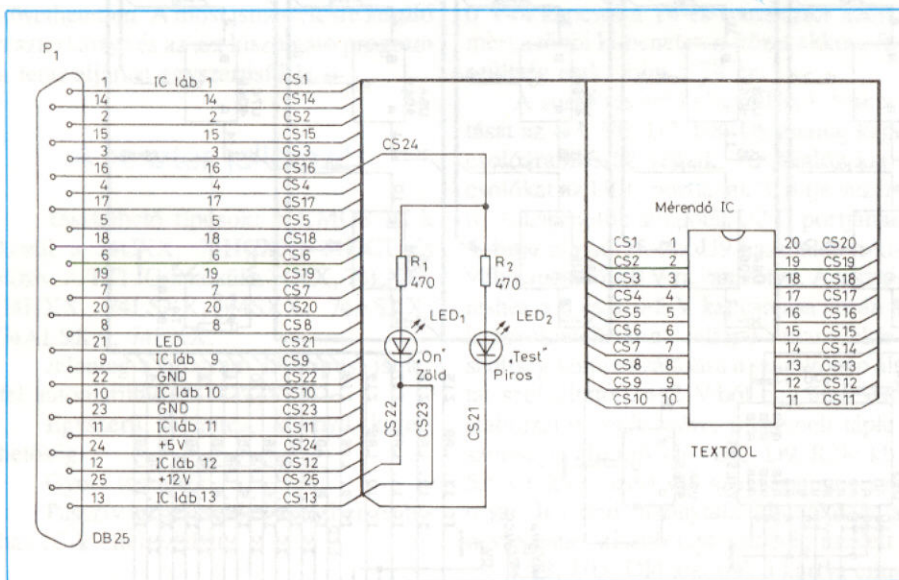 P₁
1 IC láb 1 CS1
14 14 CS14
2 2 CS2
15 15 CS15
3 3 CS3
16 16 CS16
4 4 CS4
17 17 CS17
5 5 CS5
18 18 CS18
6 6 CS6
19 19 CS19
7 7 CS7
20 20 CS20
8 8 CS8
21 LED CS21
9 IC láb 9 CS9
22 GND CS22
10 IC láb 10 CS10
23 GND CS23
11 IC láb 11 CS11
24 +5V CS24
12 IC láb 12 CS12
25 +12V CS25
13 IC láb 13 CS13
DB25
CS24
R₁
470
R₂
470
LED₁
„On"
Zöld
LED₂
„Test"
Piros
CS22
CS23
CS21
Mérendő IC
CS1 1 20 CS20
CS2 2 19 CS19
CS3 3 18 CS18
CS4 4 17 CS17
CS5 5 16 CS16
CS6 6 15 CS15
CS7 7 14 CS14
CS8 8 13 CS13
CS9 9 12 CS12
CS10 10 11 CS11
TEXTOOL